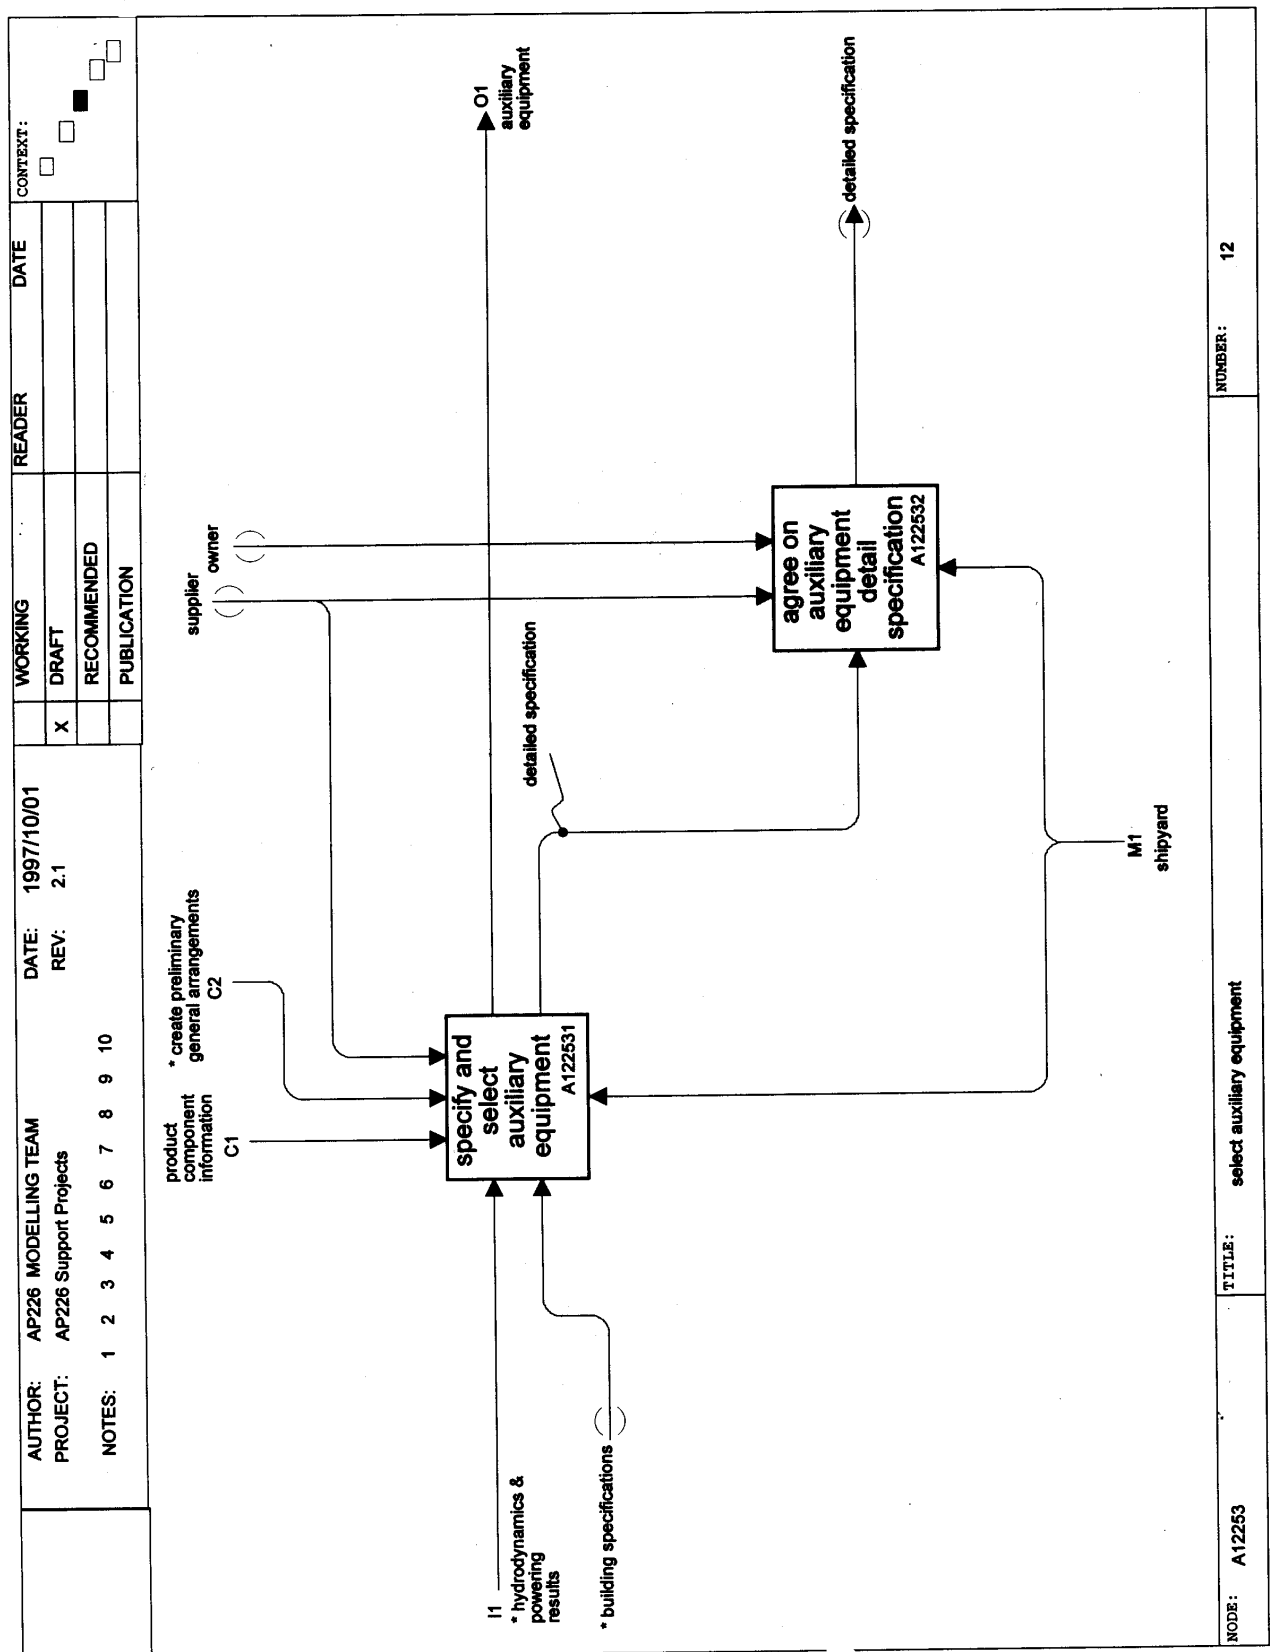 AUTHOR: AP226 MODELLING TEAM
DATE: 1997/10/01
WORKING
READER
DATE
CONTEXT:
PROJECT: AP226 Support Projects
REV: 2.1
X
DRAFT
RECOMMENDED
NOTES: 1 2 3 4 5 6 7 8 9 10
PUBLICATION
product
component
information
C1
* create preliminary
general arrangements
C2
supplier
owner
I1
* hydrodynamics &
powering
results
* building specifications
specify and
select
auxiliary
equipment
A122531
detailed specification
O1
auxiliary
equipment
agree on
auxiliary
equipment
detail
specification
A122532
detailed specification
M1
shipyard
NODE: A12253
TITLE: select auxiliary equipment
NUMBER: 12